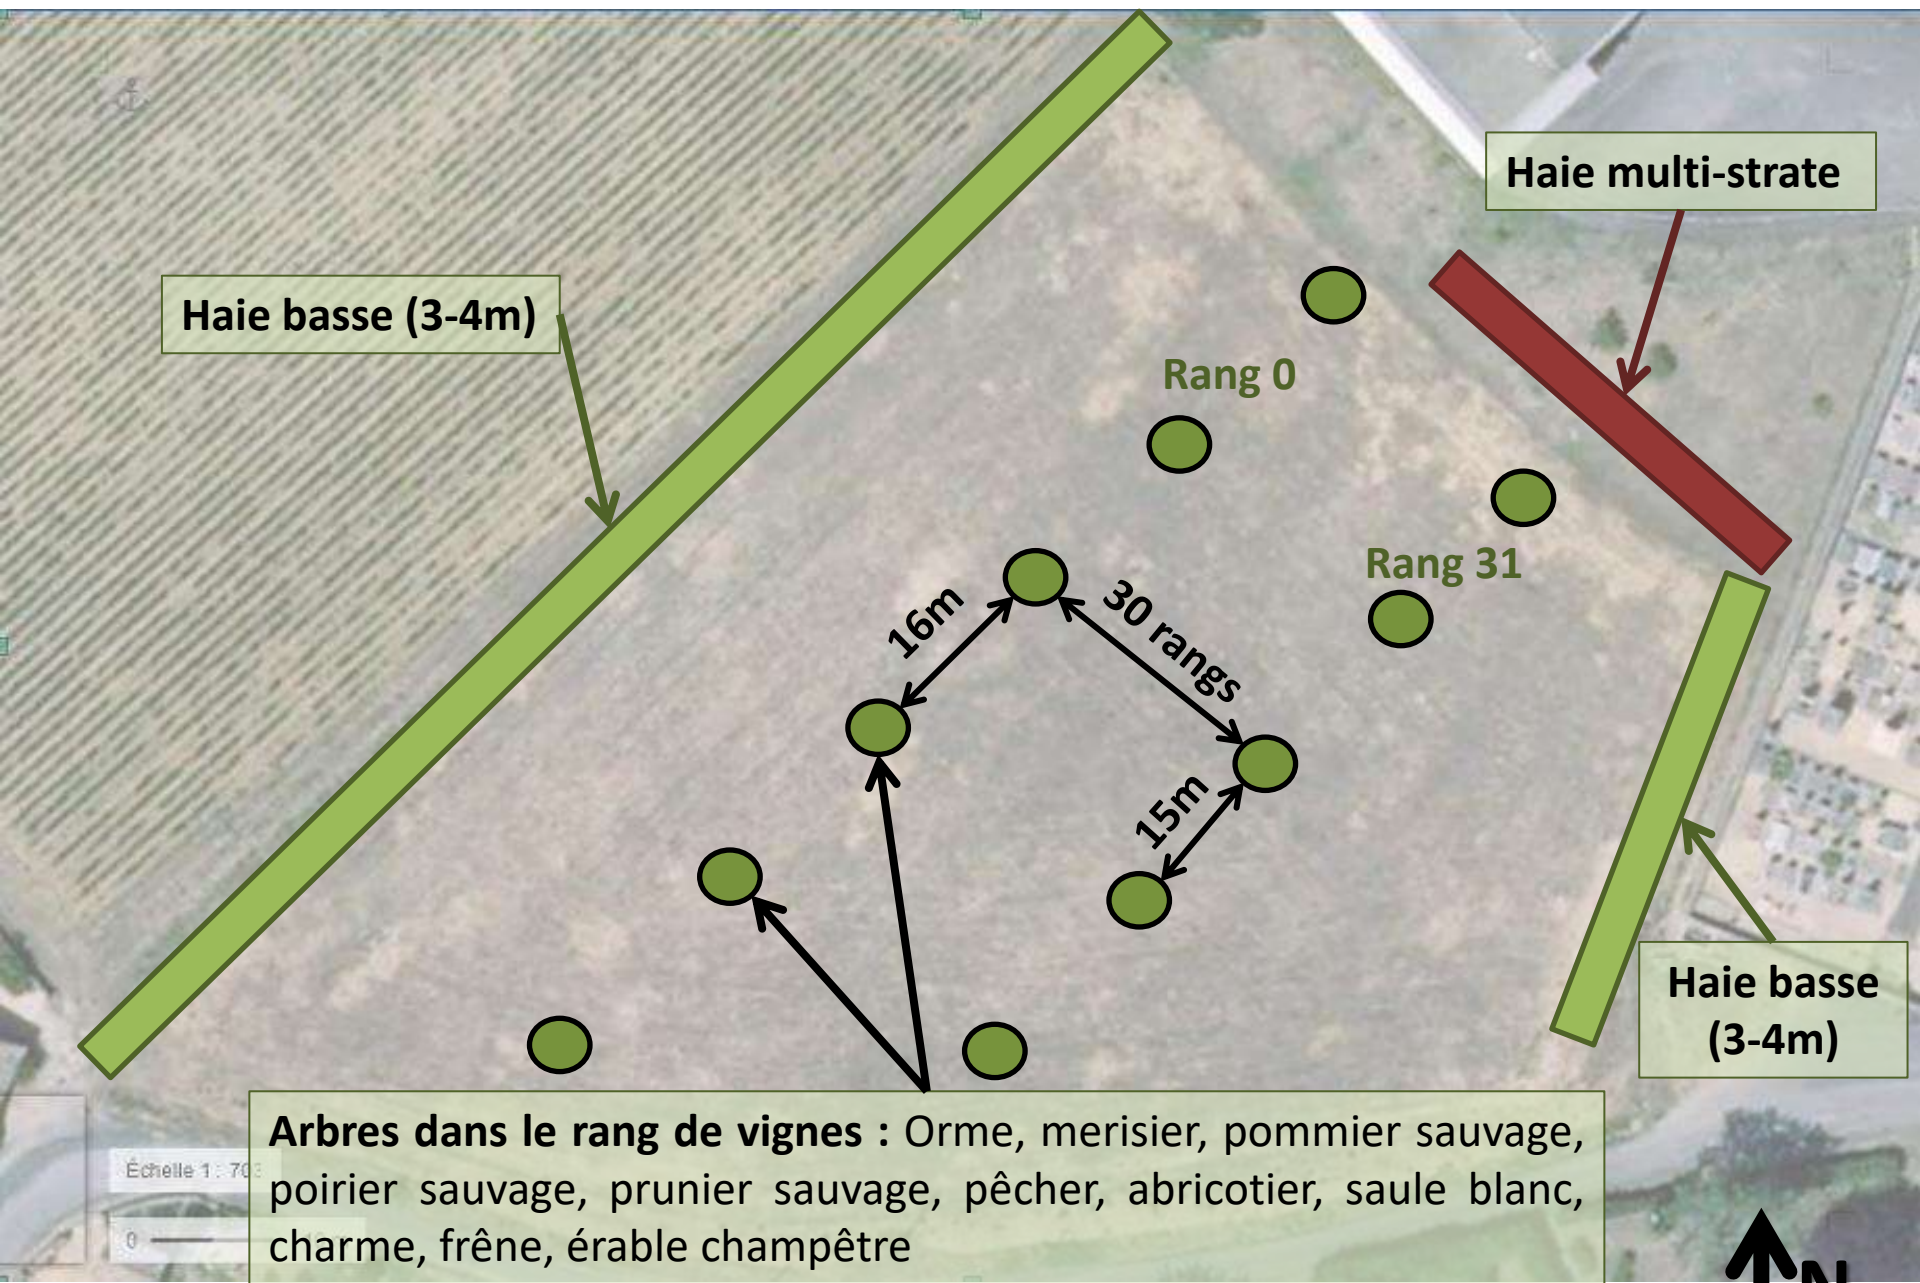 Haie multi-strate
Haie basse (3-4m)
Rang 0
Rang 31
16m
30 rangs
15m
Haie basse
(3-4m)
Arbres dans le rang de vignes : Orme, merisier, pommier sauvage,
poirier sauvage, prunier sauvage, pêcher, abricotier, saule blanc,
charme, frêne, érable champêtre
Échelle 1 : 703
0
N